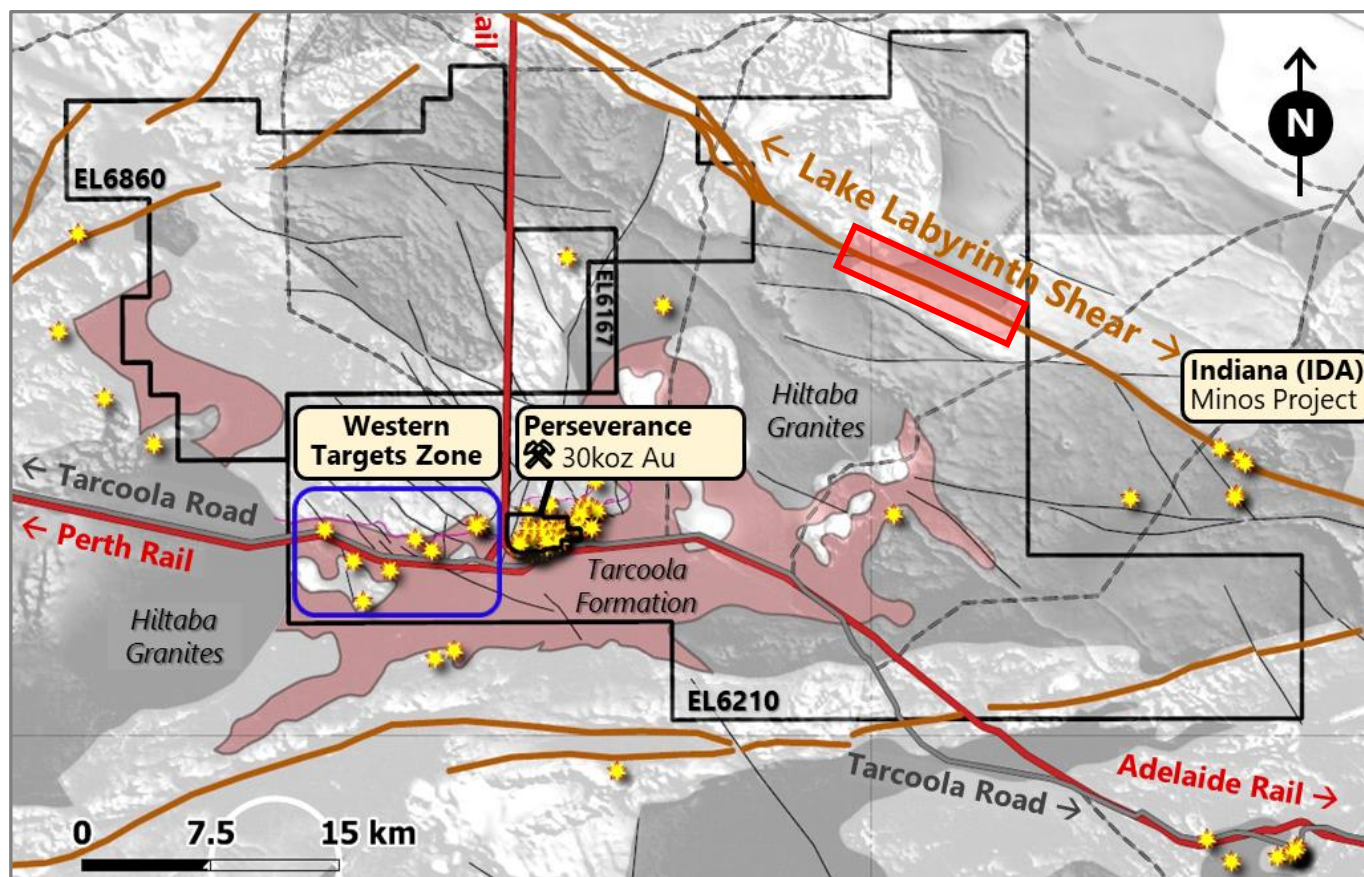 ail
N
← Lake Labyrinth Shear →
EL6860
EL6167
Indiana (IDA)
Minos Project
Hiltaba
Granites
Western
Targets Zone
Perseverance
30koz Au
← Tarcoola Road
← Perth Rail
Tarcoola
Formation
Hiltaba
Granites
EL6210
Tarcoola Road →
Adelaide Rail →
0 7.5 15 km